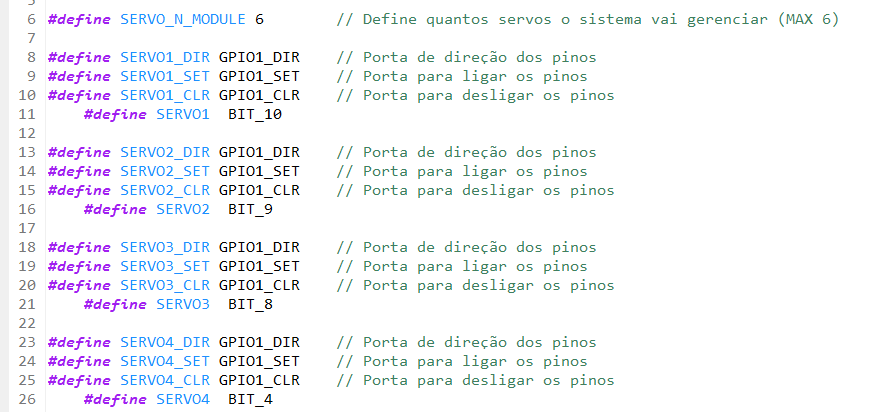 6 #define SERVO_N_MODULE 6 // Define quantos servos o sistema vai gerenciar (MAX 6)
7
8 #define SERVO1_DIR GPIO1_DIR // Porta de direção dos pinos
9 #define SERVO1_SET GPIO1_SET // Porta para ligar os pinos
10 #define SERVO1_CLR GPIO1_CLR // Porta para desligar os pinos
11 #define SERVO1 BIT_10
12
13 #define SERVO2_DIR GPIO1_DIR // Porta de direção dos pinos
14 #define SERVO2_SET GPIO1_SET // Porta para ligar os pinos
15 #define SERVO2_CLR GPIO1_CLR // Porta para desligar os pinos
16 #define SERVO2 BIT_9
17
18 #define SERVO3_DIR GPIO1_DIR // Porta de direção dos pinos
19 #define SERVO3_SET GPIO1_SET // Porta para ligar os pinos
20 #define SERVO3_CLR GPIO1_CLR // Porta para desligar os pinos
21 #define SERVO3 BIT_8
22
23 #define SERVO4_DIR GPIO1_DIR // Porta de direção dos pinos
24 #define SERVO4_SET GPIO1_SET // Porta para ligar os pinos
25 #define SERVO4_CLR GPIO1_CLR // Porta para desligar os pinos
26 #define SERVO4 BIT_4